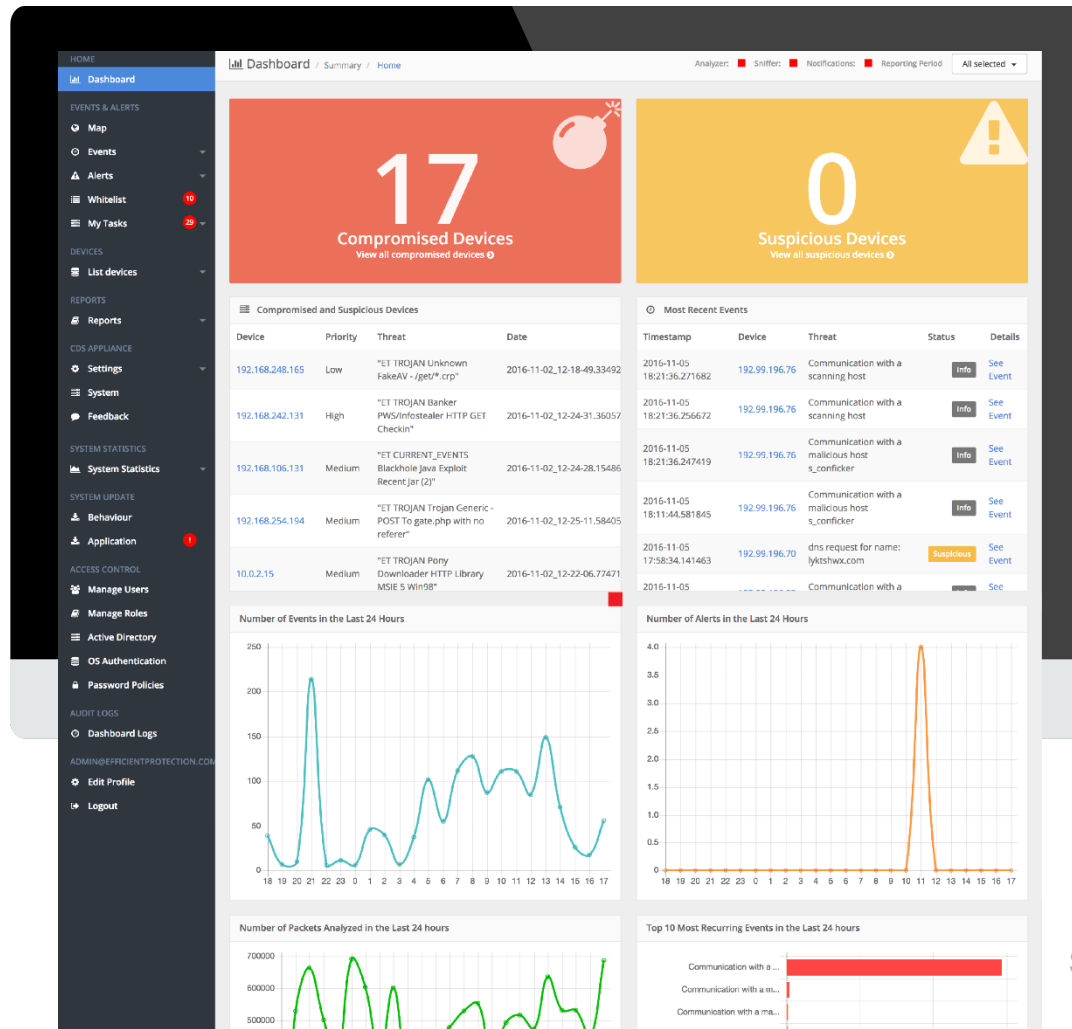 HOME
Dashboard
EVENTS & ALERTS
Map
Events
Alerts
Whitelist 10
My Tasks 29
DEVICES
List devices
REPORTS
Reports
CDS APPLIANCE
Settings
System
Feedback
SYSTEM STATISTICS
System Statistics
SYSTEM UPDATE
Behaviour
Application !
ACCESS CONTROL
Manage Users
Manage Roles
Active Directory
OS Authentication
Password Policies
AUDIT LOGS
Dashboard Logs
ADMIN@EFFICIENTPROTECTION.COM
Edit Profile
Logout
Dashboard / Summary / Home
Analyzer: Sniffer: Notifications: Reporting Period All selected
17
Compromised Devices
View all compromised devices
0
Suspicious Devices
View all suspicious devices
Compromised and Suspicious Devices
Device Priority Threat Date
192.168.248.165 Low "ET TROJAN Unknown FakeAV - /get/*.crp" 2016-11-02_12-18-49.33492
192.168.242.131 High "ET TROJAN Banker PWS/Infostealer HTTP GET Checkin" 2016-11-02_12-24-31.36057
192.168.106.131 Medium "ET CURRENT_EVENTS Blackhole Java Exploit Recent Jar (2)" 2016-11-02_12-24-28.15486
192.168.254.194 Medium "ET TROJAN Trojan Generic - POST To gate.php with no referer" 2016-11-02_12-25-11.58405
10.0.2.15 Medium "ET TROJAN Pony Downloader HTTP Library MSIE 5 Win98" 2016-11-02_12-22-06.77471
Most Recent Events
Timestamp Device Threat Status Details
2016-11-05 18:21:36.271682 192.99.196.76 Communication with a scanning host Info See Event
2016-11-05 18:21:36.256672 192.99.196.76 Communication with a scanning host Info See Event
2016-11-05 18:21:36.247419 192.99.196.76 Communication with a malicious host s_conficker Info See Event
2016-11-05 18:11:44.581845 192.99.196.76 Communication with a malicious host s_conficker Info See Event
2016-11-05 17:58:34.141463 192.99.196.70 dns request for name: lyktshwx.com Suspicious See Event
2016-11-05 Communication with a See
Number of Events in the Last 24 Hours
250
200
150
100
50
0
18 19 20 21 22 23 0 1 2 3 4 5 6 7 8 9 10 11 12 13 14 15 16 17
Number of Alerts in the Last 24 Hours
4.0
3.5
3.0
2.5
2.0
1.5
1.0
0.5
0
18 19 20 21 22 23 0 1 2 3 4 5 6 7 8 9 10 11 12 13 14 15 16 17
Number of Packets Analyzed in the Last 24 hours
700000
600000
500000
Top 10 Most Recurring Events in the Last 24 hours
Communication with a ...
Communication with a m...
Communication with a ma...